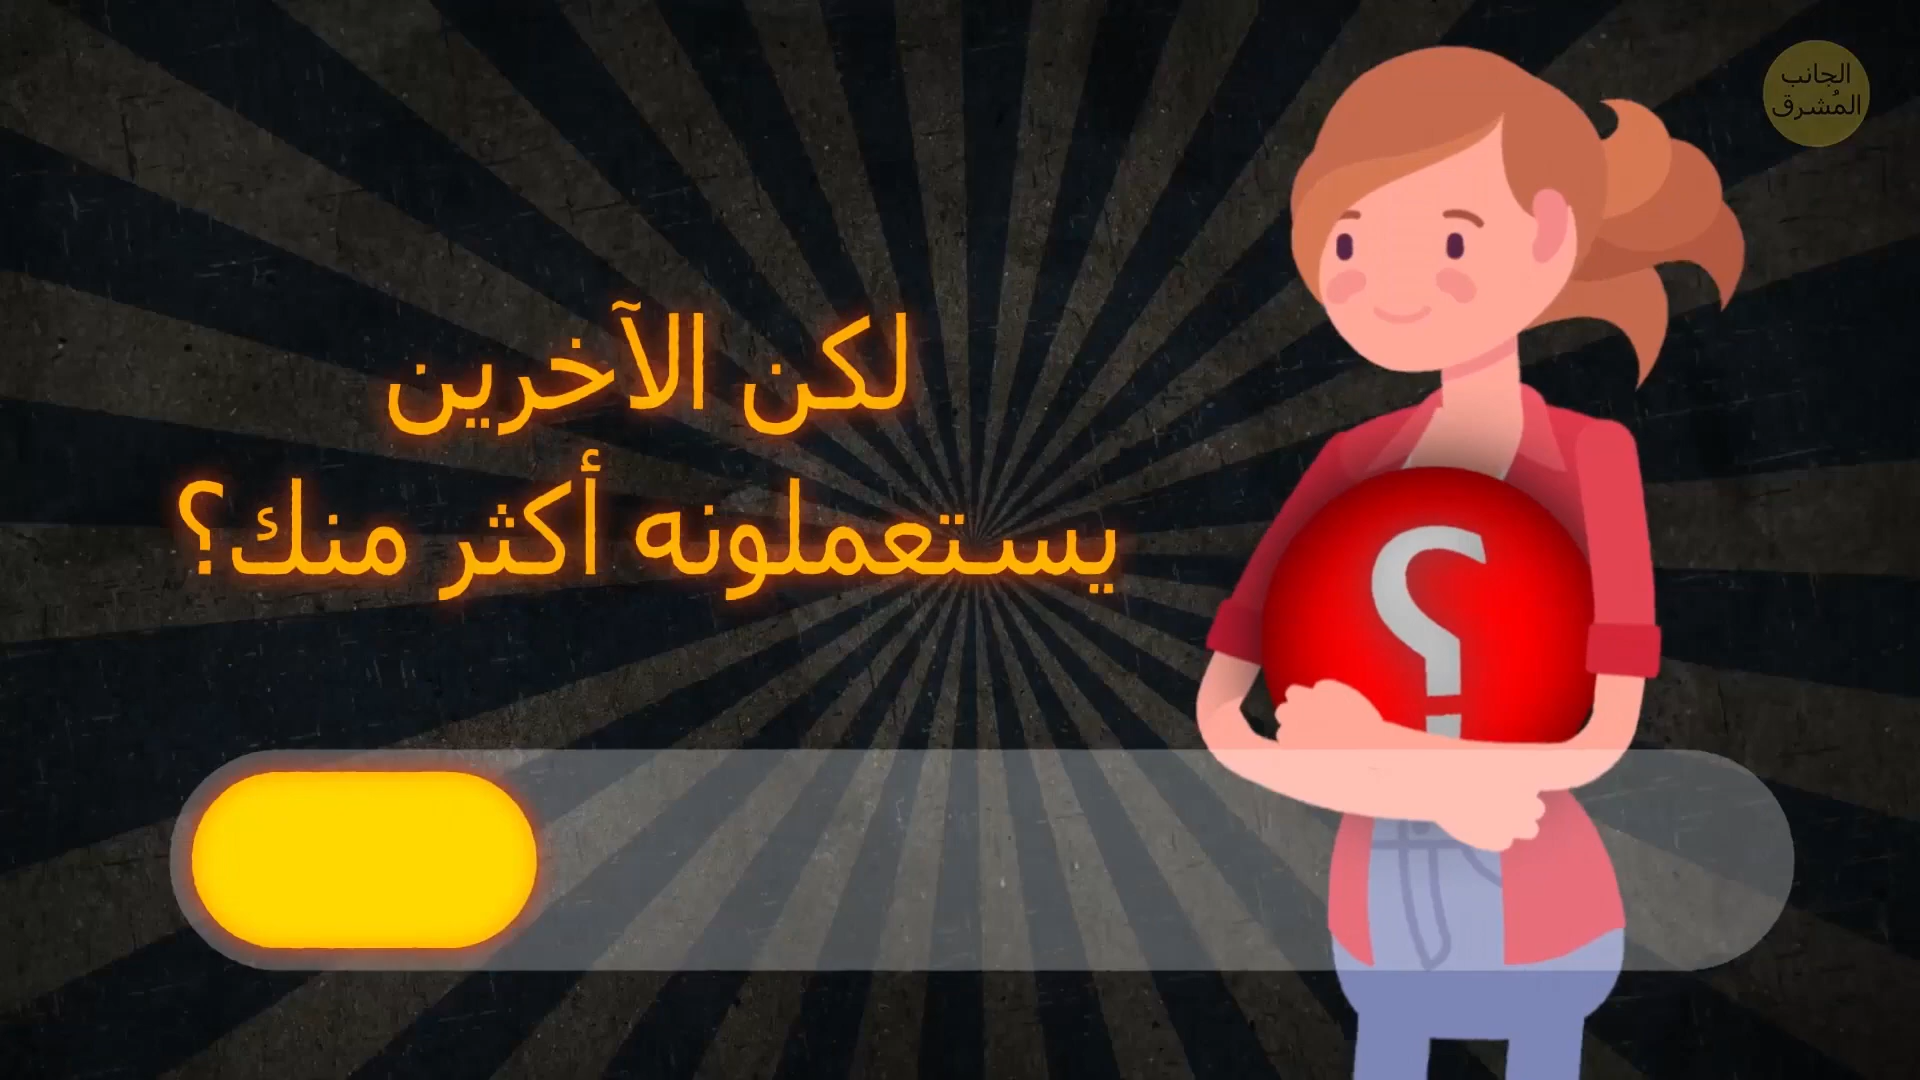 الجانب
المُشرق
لكن الآخرين
يستعملونه أكثر منك؟
؟